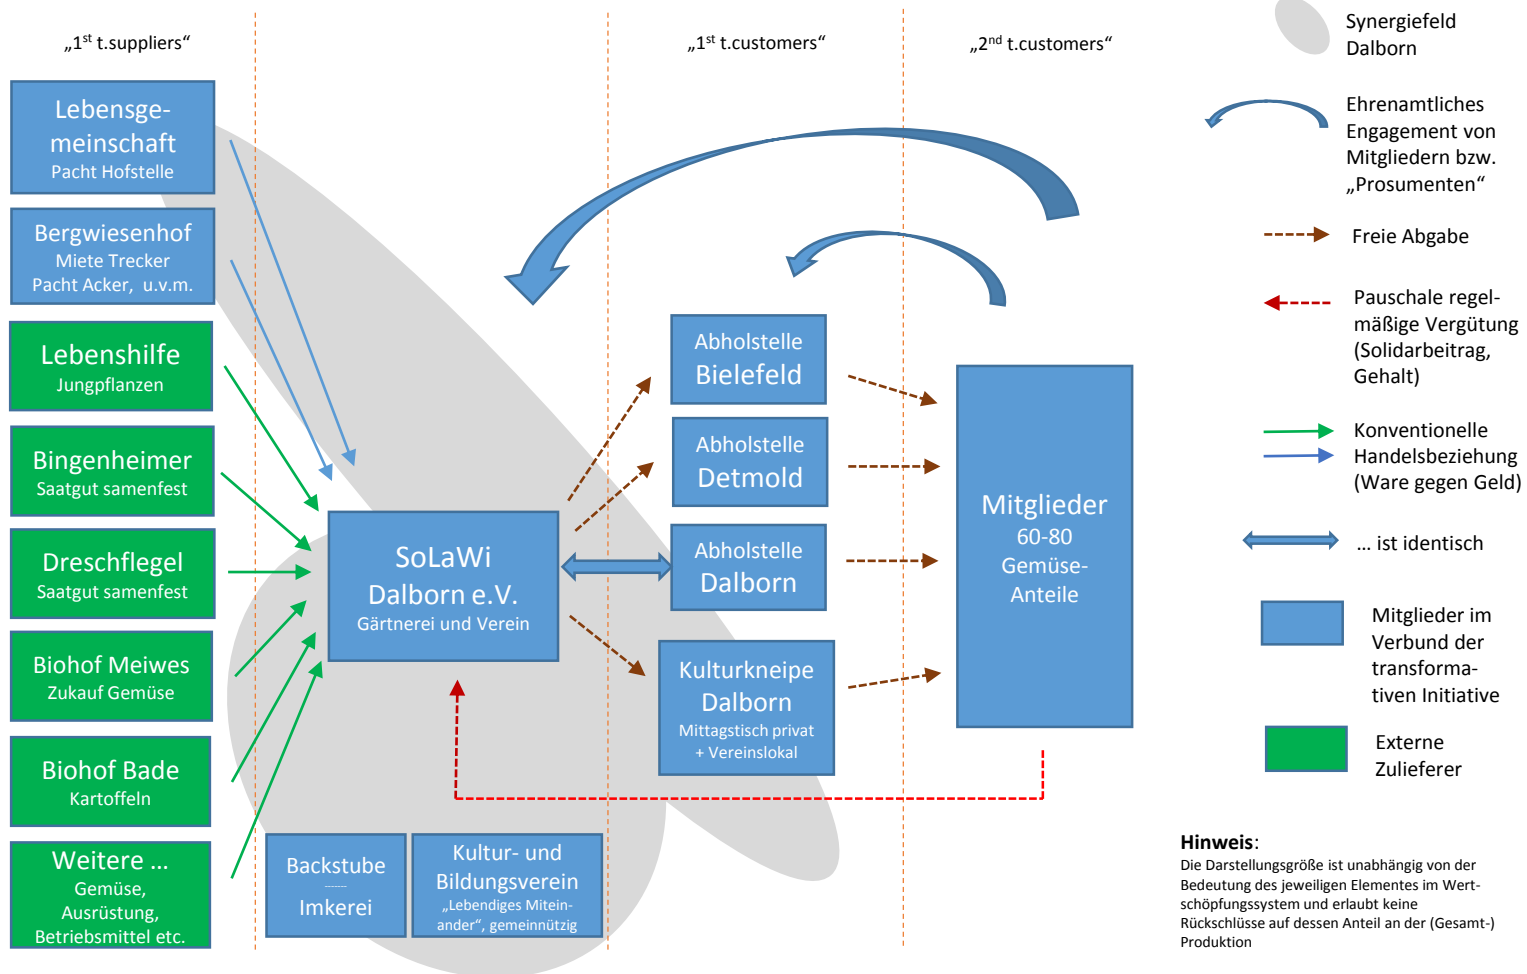 „1st t.suppliers“
„1st t.customers“
„2nd t.customers“
Lebensge-
meinschaft
Pacht Hofstelle
Bergwiesenhof
Miete Trecker
Pacht Acker, u.v.m.
Lebenshilfe
Jungpflanzen
Bingenheimer
Saatgut samenfest
Dreschflegel
Saatgut samenfest
Biohof Meiwes
Zukauf Gemüse
Biohof Bade
Kartoffeln
Weitere ...
Gemüse,
Ausrüstung,
Betriebsmittel etc.
SoLaWi
Dalborn e.V.
Gärtnerei und Verein
Backstube
-------
Imkerei
Kultur- und
Bildungsverein
„Lebendiges Mitein-
ander“, gemeinnützig
Abholstelle
Bielefeld
Abholstelle
Detmold
Abholstelle
Dalborn
Kulturkneipe
Dalborn
Mittagstisch privat
+ Vereinslokal
Mitglieder
60-80
Gemüse-
Anteile
Synergiefeld
Dalborn
Ehrenamtliches
Engagement von
Mitgliedern bzw.
„Prosumenten“
Freie Abgabe
Pauschale regel-
mäßige Vergütung
(Solidarbeitrag,
Gehalt)
Konventionelle
Handelsbeziehung
(Ware gegen Geld)
... ist identisch
Mitglieder im
Verbund der
transforma-
tiven Initiative
Externe
Zulieferer
Hinweis:
Die Darstellungsgröße ist unabhängig von der
Bedeutung des jeweiligen Elementes im Wert-
schöpfungssystem und erlaubt keine
Rückschlüsse auf dessen Anteil an der (Gesamt-)
Produktion